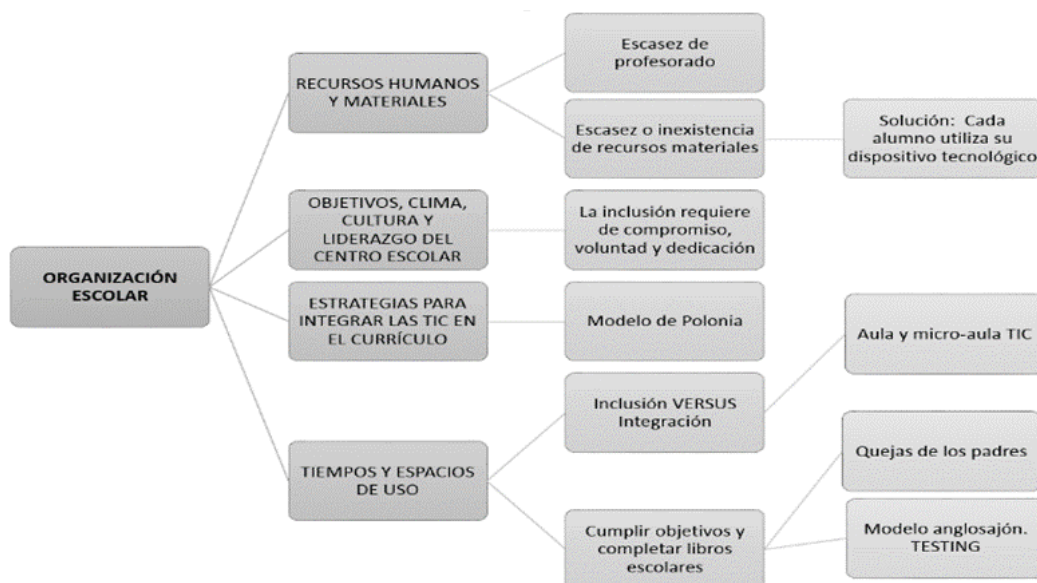 ORGANIZACIÓN
ESCOLAR
RECURSOS HUMANOS
Y MATERIALES
Escasez de
profesorado
Escasez o inexistencia
de recursos materiales
Solución: Cada
alumno utiliza su
dispositivo tecnológico
OBJETIVOS, CLIMA,
CULTURA Y
LIDERAZGO DEL
CENTRO ESCOLAR
La inclusión requiere
de compromiso,
voluntad y dedicación
ESTRATEGIAS PARA
INTEGRAR LAS TIC EN
EL CURRÍCULO
Modelo de Polonia
TIEMPOS Y ESPACIOS
DE USO
Inclusión VERSUS
Integración
Aula y micro-aula TIC
Cumplir objetivos y
completar libros
escolares
Quejas de los padres
Modelo anglosajón.
TESTING